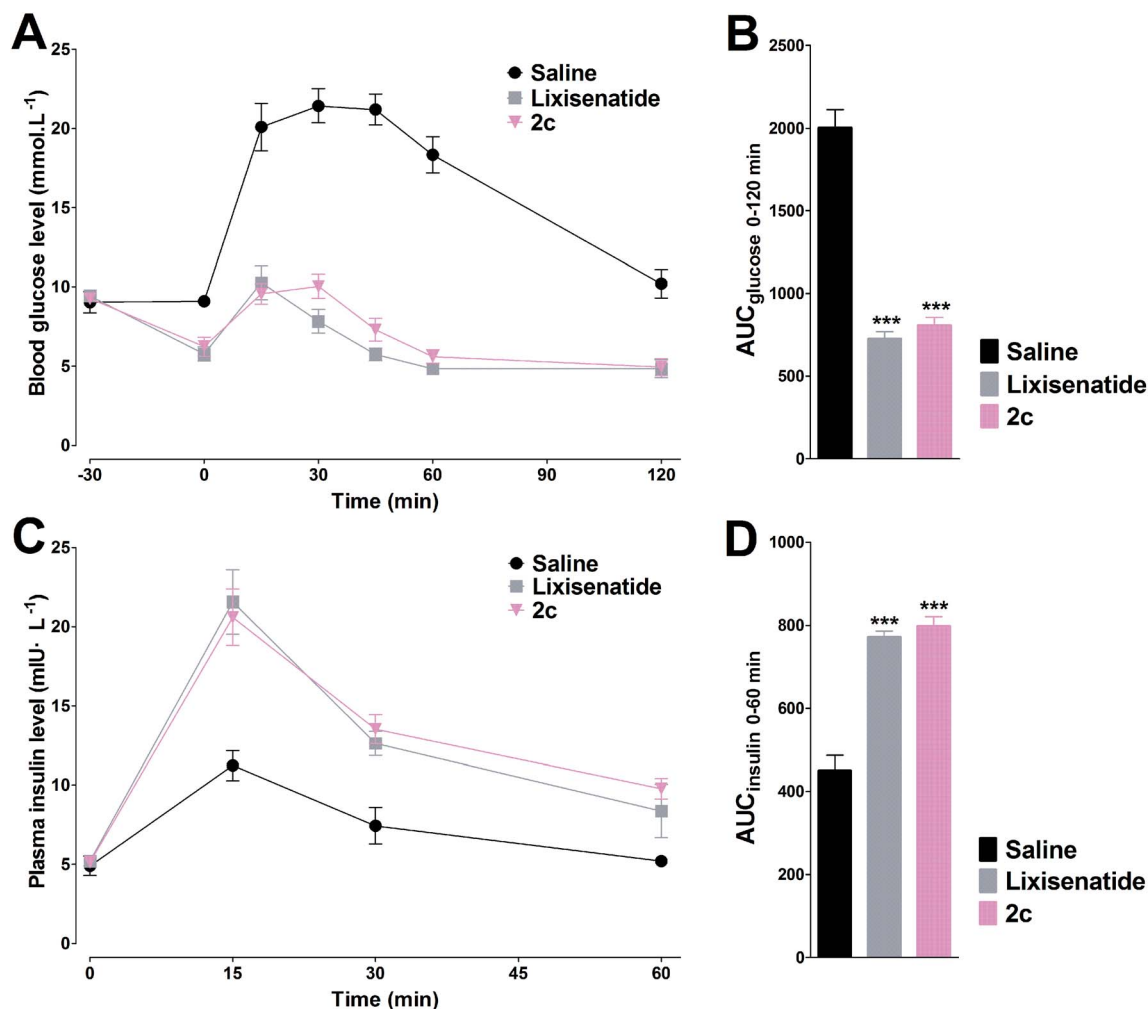 A
25
20
15
10
5
0
Blood glucose level (mmol.L-1)
Saline
Lixisenatide
2c
-30 0 30 60 90 120
Time (min)
B
2500
2000
1500
1000
500
0
AUCglucose 0-120 min
*** ***
Saline
Lixisenatide
2c
C
25
20
15
10
5
0
Plasma insulin level (mIU· L-1)
Saline
Lixisenatide
2c
0 15 30 45 60
Time (min)
D
1000
800
600
400
200
0
AUCinsulin 0-60 min
*** ***
Saline
Lixisenatide
2c